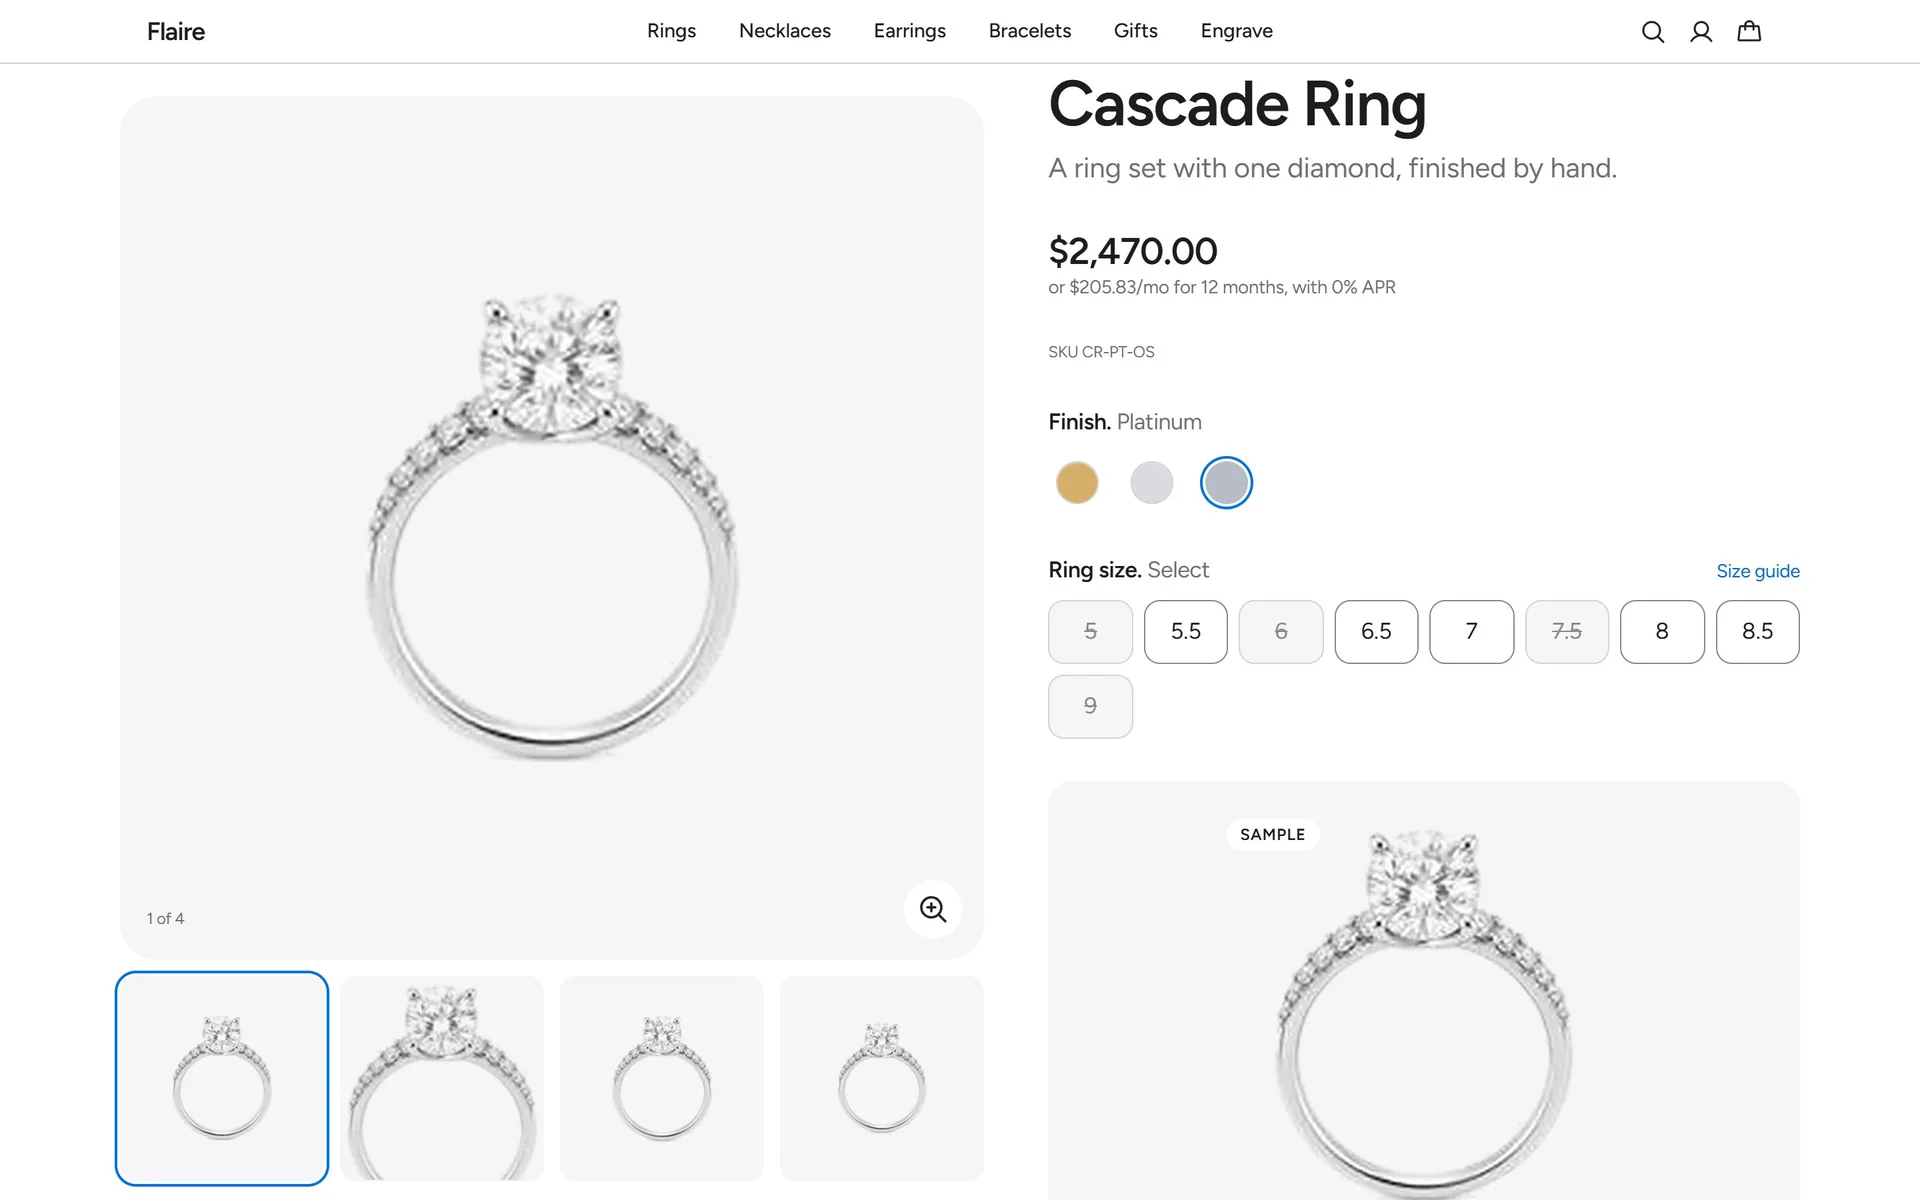 Flaire
Rings Necklaces Earrings Bracelets Gifts Engrave
Cascade Ring
A ring set with one diamond, finished by hand.
$2,470.00
or $205.83/mo for 12 months, with 0% APR
SKU CR-PT-OS
Finish. Platinum
Ring size. Select
Size guide
5 5.5 6 6.5 7 7.5 8 8.5
9
SAMPLE
1 of 4